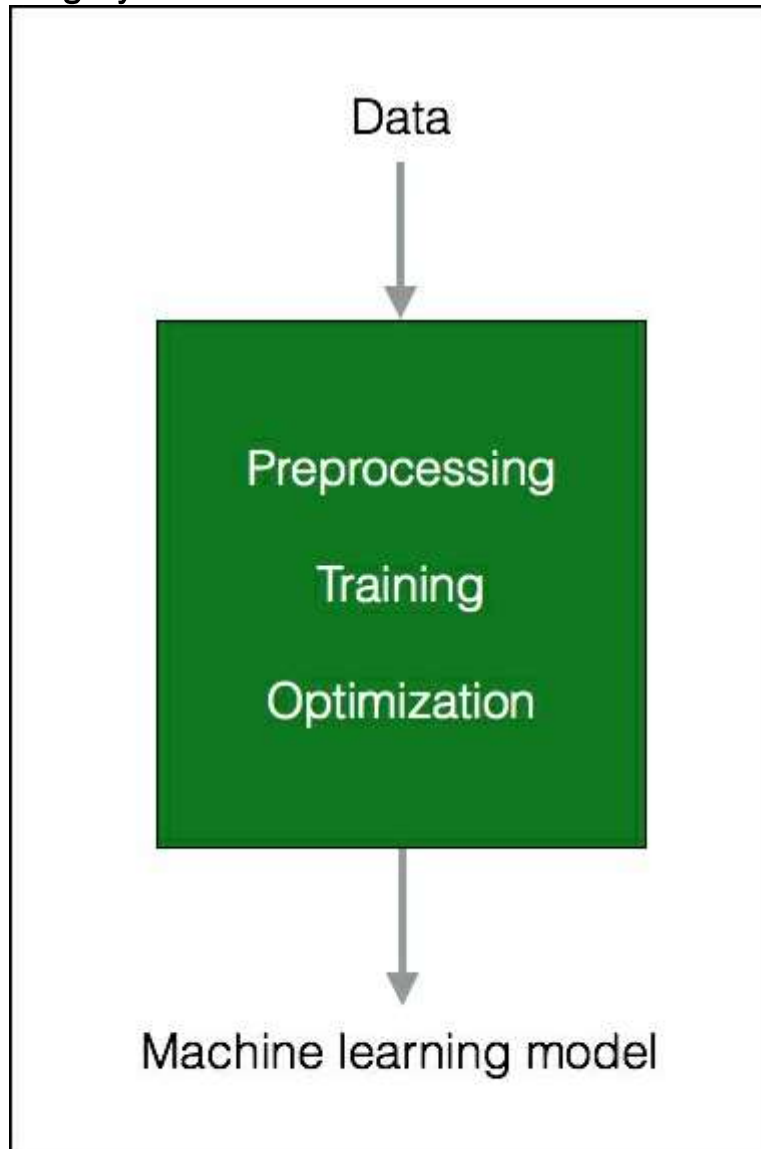 Data
Preprocessing
Training
Optimization
Machine learning model